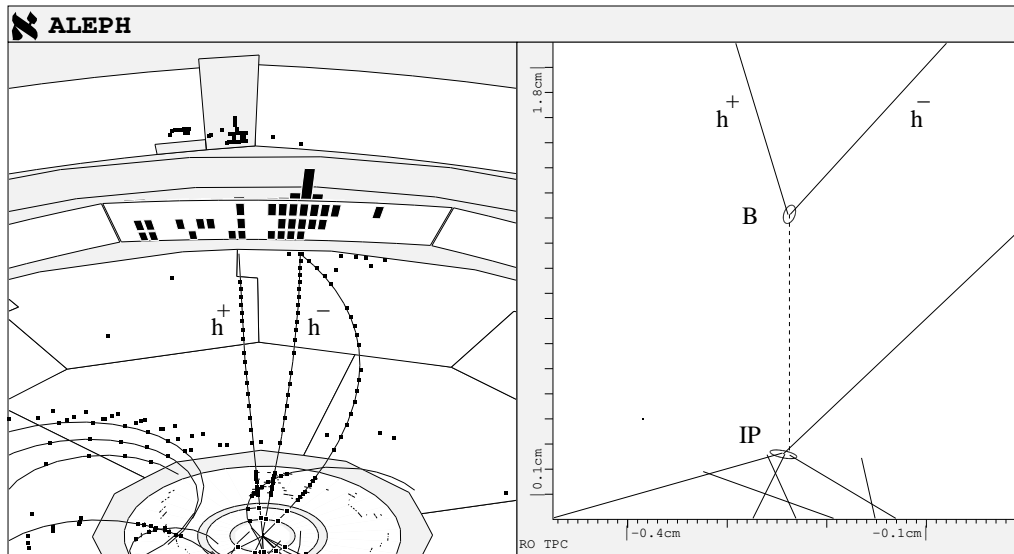 ℵ ALEPH
h+
h−
1.8cm
h+
h−
B
IP
0.1cm
RO TPC
-0.4cm
-0.1cm